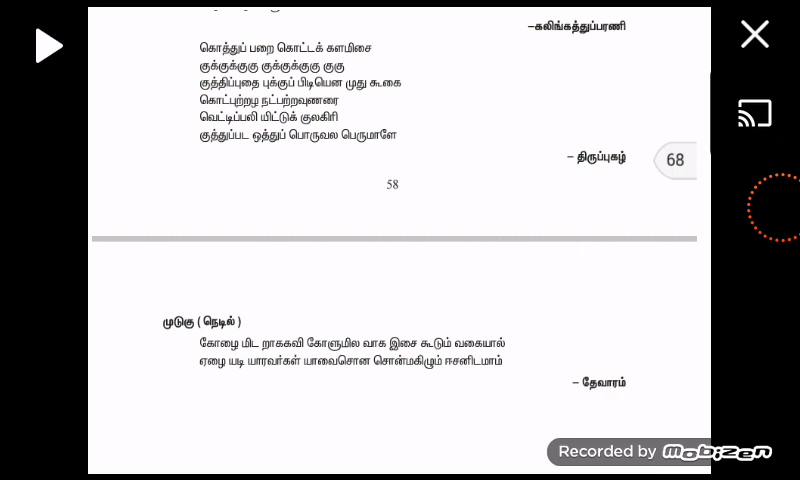 –கலிங்கத்துப்பரணி
கொத்துப் பறை கொட்டக் களமிசை
குக்குக்குகு குக்குக்குகு குகு
குத்திப்புதை புக்குப் பிடியென முது கூகை
கொட்புற்றழ நட்பற்றவுணரை
வெட்டிப்பலி யிட்டுக் குலகிரி
குத்துப்பட ஒத்துப் பொருவல பெருமாளே
– திருப்புகழ்
68
58
முடுகு ( நெடில் )
கோழை மிட றாககவி கோளுமில வாக இசை கூடும் வகையால்
ஏழை யடி யாரவர்கள் யாவைசொன சொன்மகிழும் ஈசனிடமாம்
– தேவாரம்
Recorded by mobizen